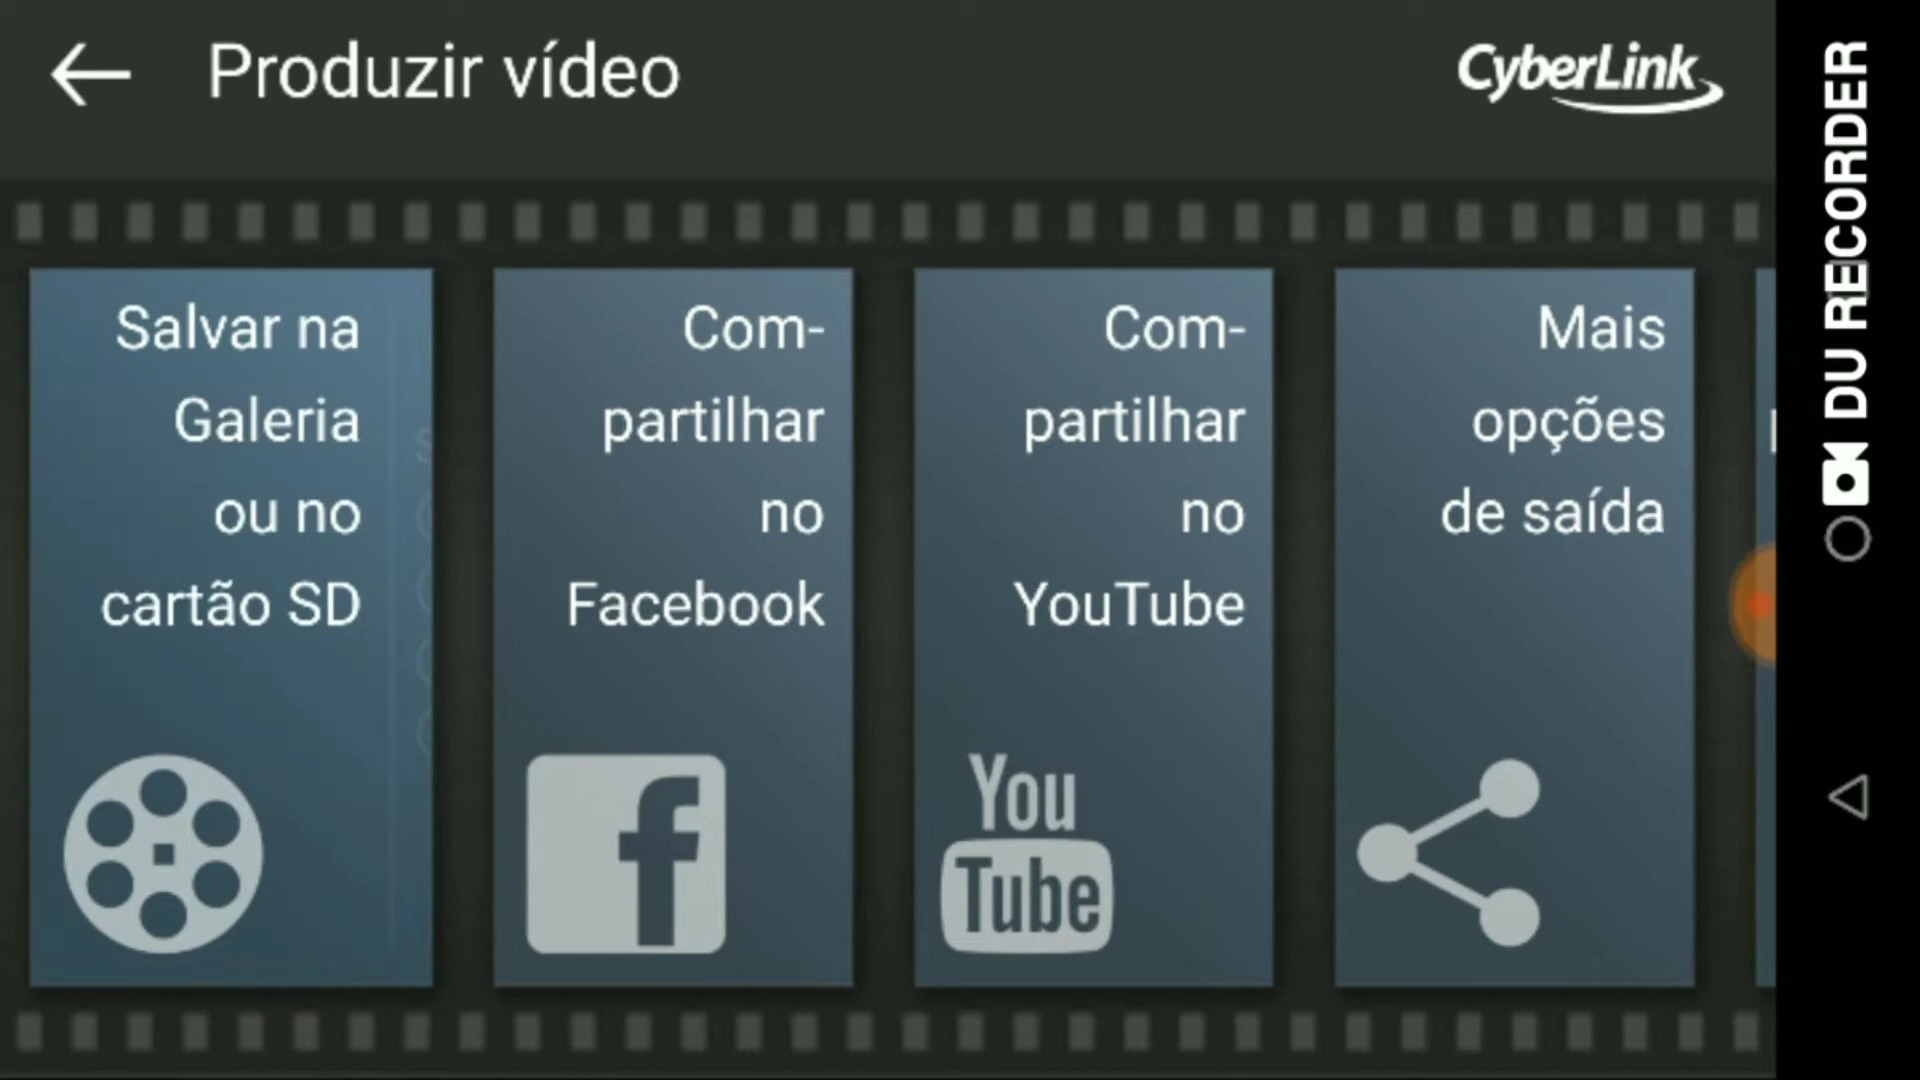 Produzir vídeo
CyberLink
Salvar na
Galeria
ou no
cartão SD
Com-
partilhar
no
Facebook
Com-
partilhar
no
YouTube
Mais
opções
de saída
f
You
Tube
DU RECORDER